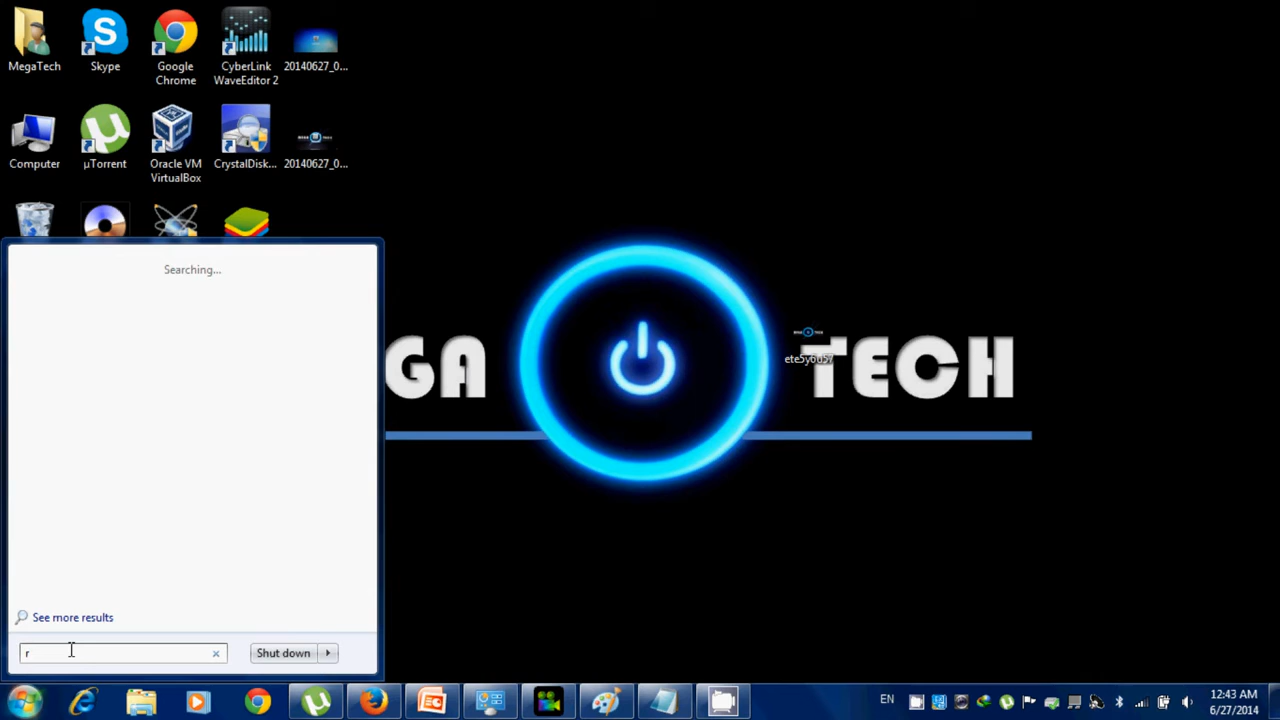 MegaTech
Skype
Google
Chrome
CyberLink
WaveEditor 2
20140627_0...
Computer
µTorrent
Oracle VM
VirtualBox
CrystalDisk...
20140627_0...
Searching...
GA
TECH
See more results
r
Shut down
EN
12:43 AM
6/27/2014